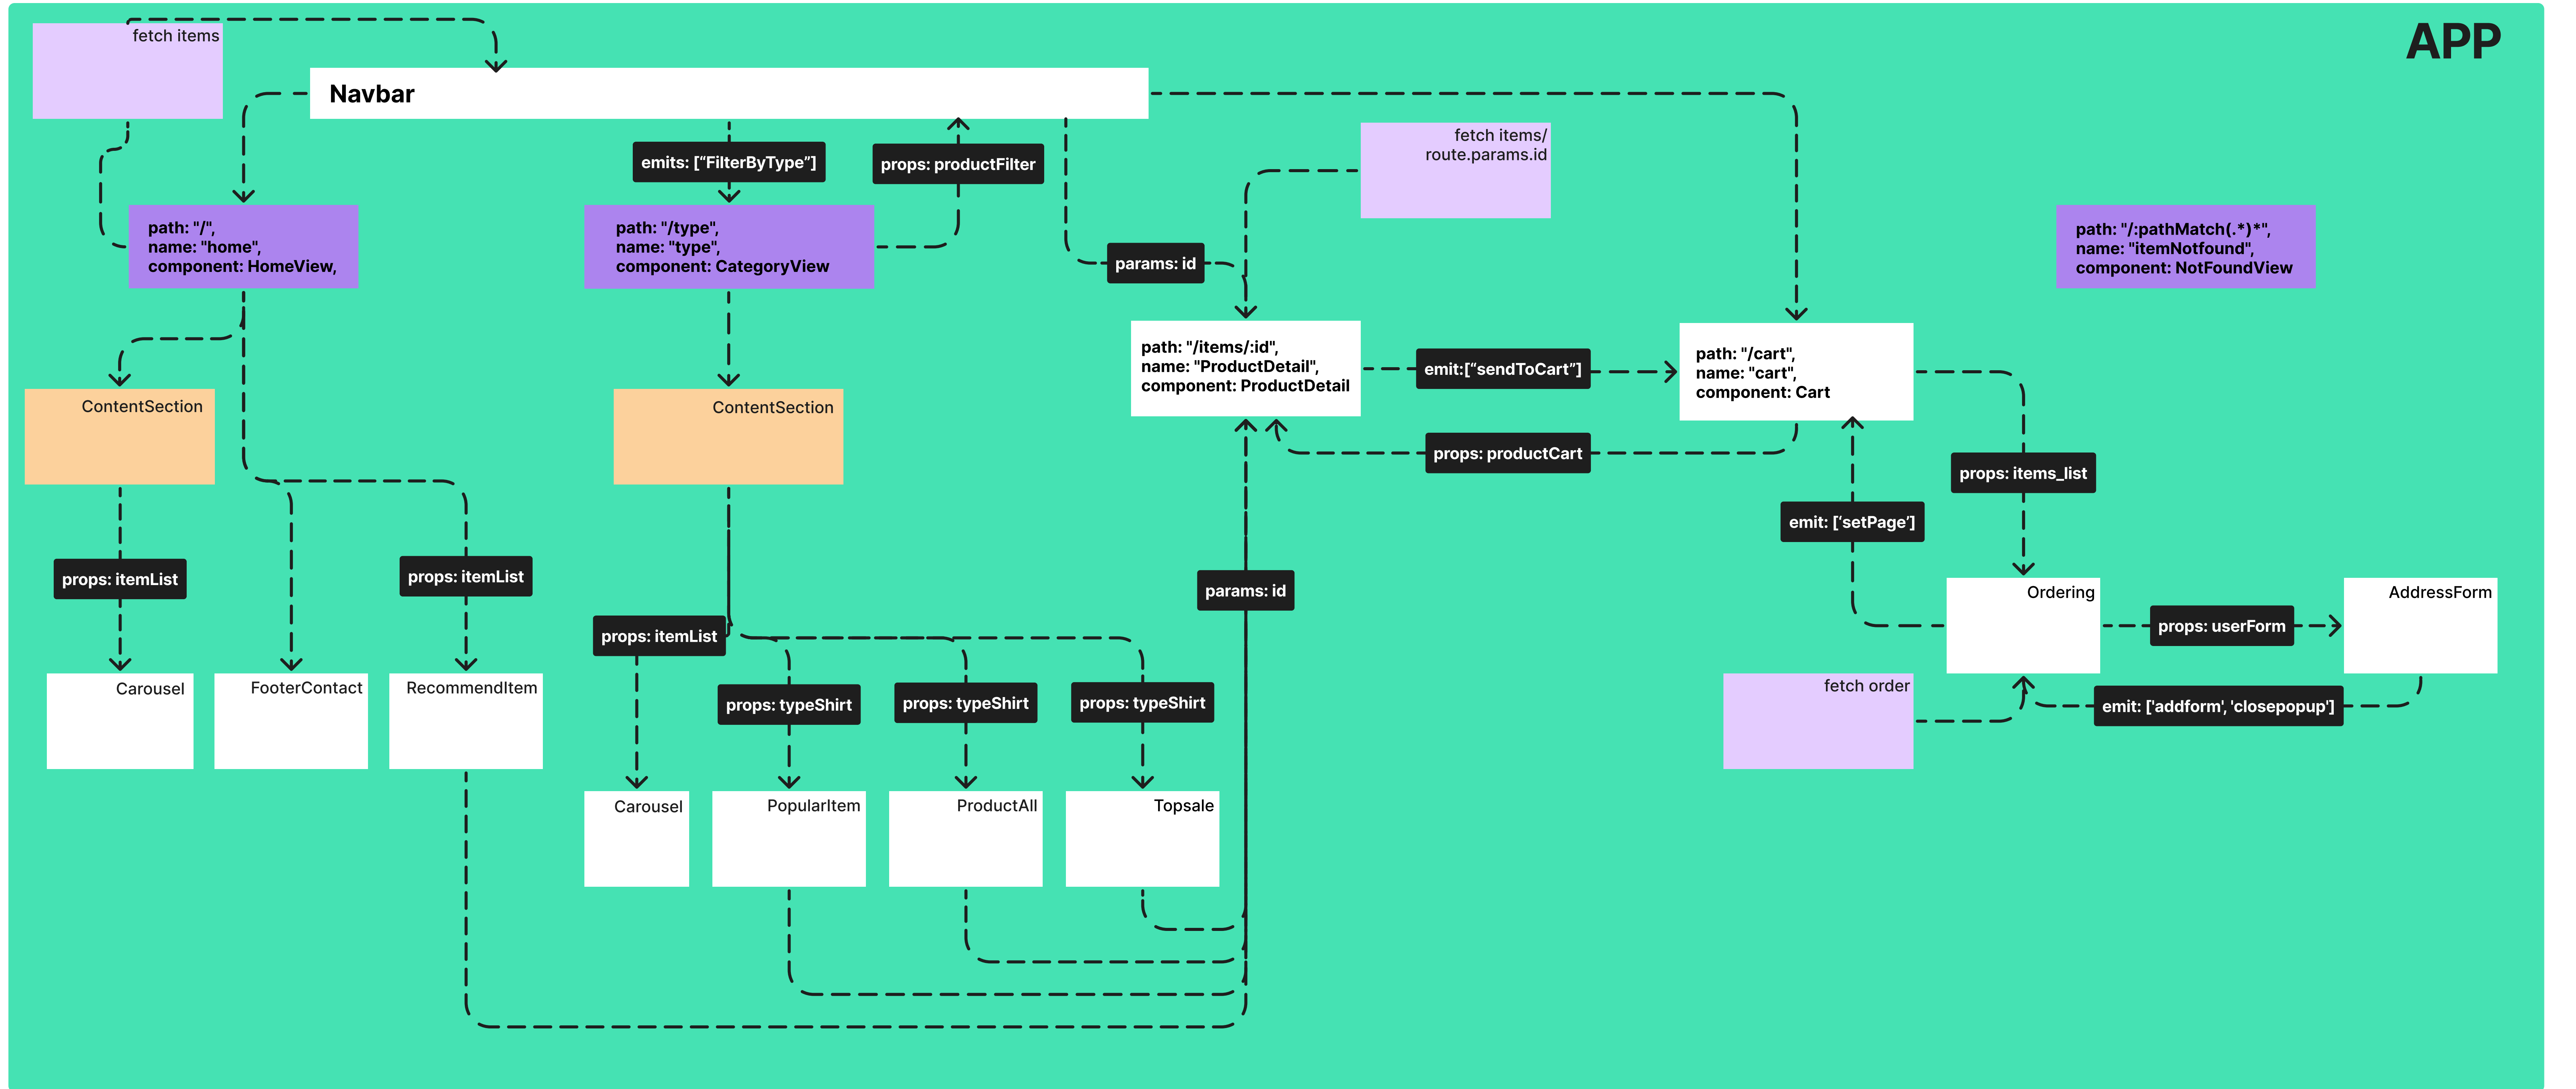 APP
fetch items
Navbar
emits: [“FilterByType”]
props: productFilter
fetch items/
route.params.id
path: "/",
name: "home",
component: HomeView,
path: "/type",
name: "type",
component: CategoryView
params: id
path: "/:pathMatch(.*)*",
name: "itemNotfound",
component: NotFoundView
path: "/items/:id",
name: "ProductDetail",
component: ProductDetail
emit:[“sendToCart”]
path: "/cart",
name: "cart",
component: Cart
ContentSection
ContentSection
props: productCart
props: items_list
emit: [‘setPage’]
props: itemList
props: itemList
params: id
Ordering
props: userForm
AddressForm
props: itemList
Carousel
FooterContact
RecommendItem
props: typeShirt
props: typeShirt
props: typeShirt
fetch order
emit: ['addform', 'closepopup']
Carousel
PopularItem
ProductAll
Topsale